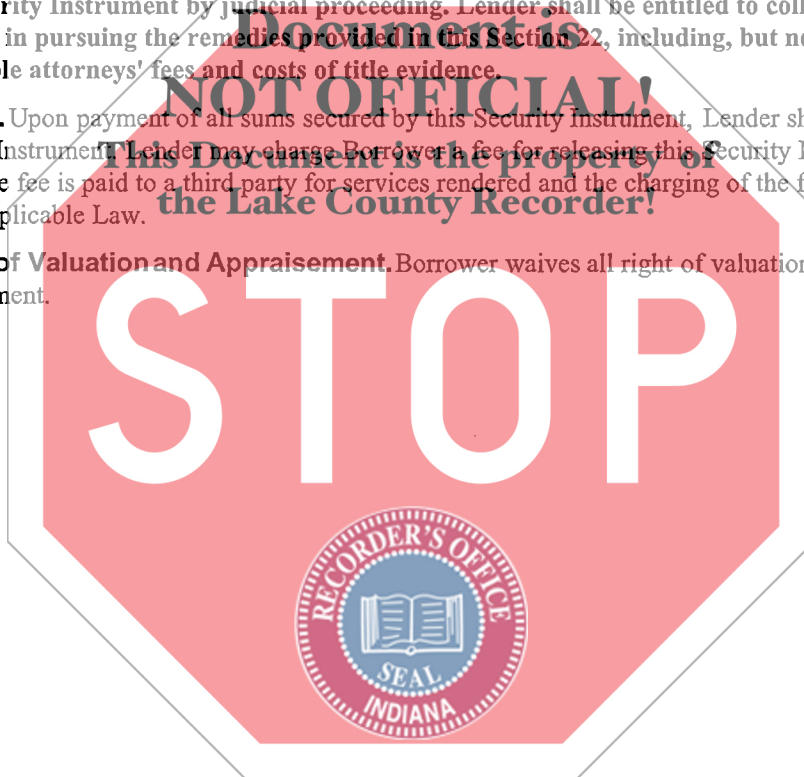 rity Instrument by judicial proceeding. Lender shall be entitled to coll
Document is
in pursuing the remedies provided in this Section 22, including, but no
le attorneys' fees and costs of title evidence.
NOT OFFICIAL!
. Upon payment of all sums secured by this Security Instrument, Lender sh
Instrument. Lender may charge Borrower a fee for releasing this Security I
This Document is the property of
e fee is paid to a third party for services rendered and the charging of the f
plicable Law.
the Lake County Recorder!
of Valuation and Appraisement. Borrower waives all right of valuation
ment.
STOP
RECORDER'S OFFICE
SEAL
INDIANA